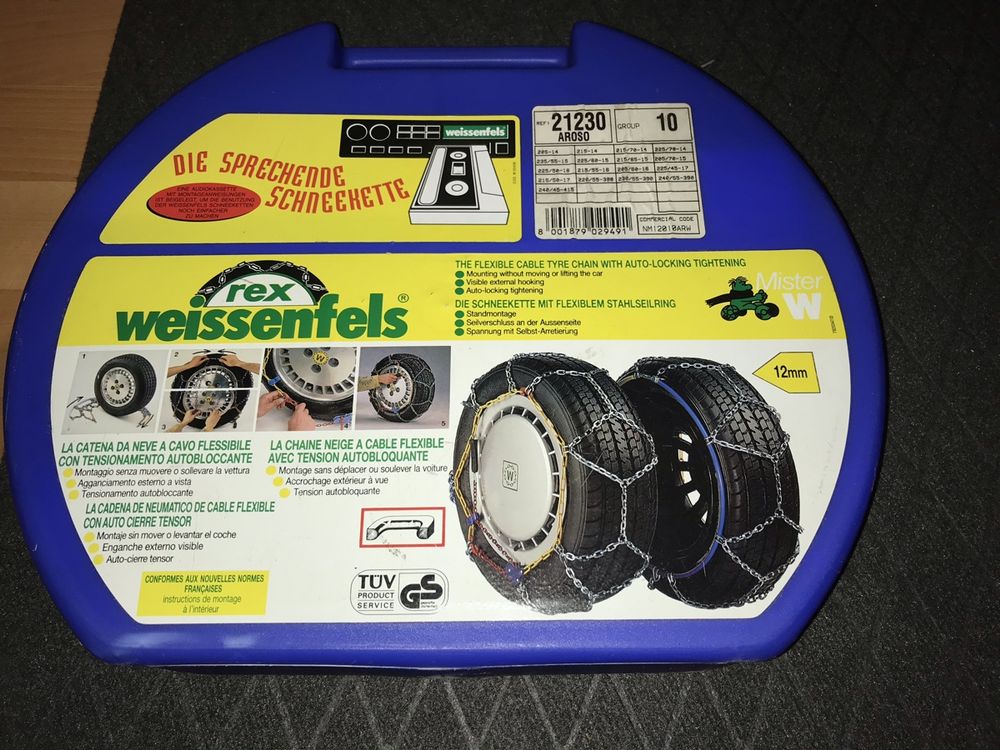 weissenfels
DIE SPRECHENDE
SCHNEEKETTE
EINE AUDIOKASSETTE
MIT MONTAGEANWEISUNGEN
IST BEIGELEGT, UM DIE BENUTZUNG
DER WEISSENFELS SCHNEEKETTEN
NOCH EINFACHER
ZU MACHEN
REF: 21230 GROUP 10
AROSO
205-14 215-14 215/70-14 225/70-14
235/55-15 225/60-15 215/65-15 205/70-15
225/50-16 215/55-16 205/60-16 225/45-17
215/50-17 220/55-390 230/55-390 240/55-390
240/45-415
8 001879 029491
COMMERCIAL CODE
NM12010ARW
rex
weissenfels®
THE FLEXIBLE CABLE TYRE CHAIN WITH AUTO-LOCKING TIGHTENING
Mounting without moving or lifting the car
Visible external hooking
Auto-locking tightening
DIE SCHNEEKETTE MIT FLEXIBLEM STAHLSEILRING
Standmontage
Seilverschluss an der Aussenseite
Spannung mit Selbst-Arretierung
Mister
W
1 2 3 4 5
12mm
LA CATENA DA NEVE A CAVO FLESSIBILE
CON TENSIONAMENTO AUTOBLOCCANTE
Montaggio senza muovere o sollevare la vettura
Agganciamento esterno a vista
Tensionamento autobloccante
LA CHAINE NEIGE A CABLE FLEXIBLE
AVEC TENSION AUTOBLOQUANTE
Montage sans déplacer ou soulever la voiture
Accrochage extérieur à vue
Tension autobloquante
LA CADENA DE NEUMATICO DE CABLE FLEXIBLE
CON AUTO CIERRE TENSOR
Montaje sin mover o levantar el coche
Enganche externo visible
Auto-cierre tensor
CONFORMES AUX NOUVELLES NORMES
FRANÇAISES
instructions de montage
à l'intérieur
TÜV
PRODUCT
SERVICE
GS
W